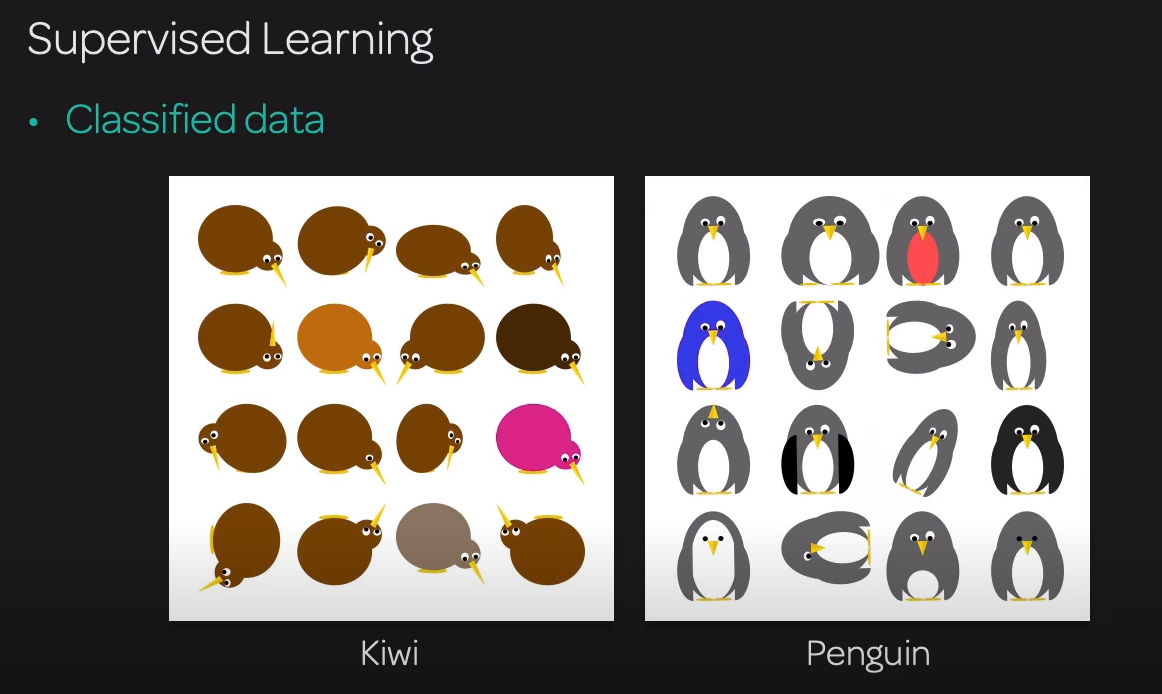 Supervised Learning
• Classified data
Kiwi
Penguin